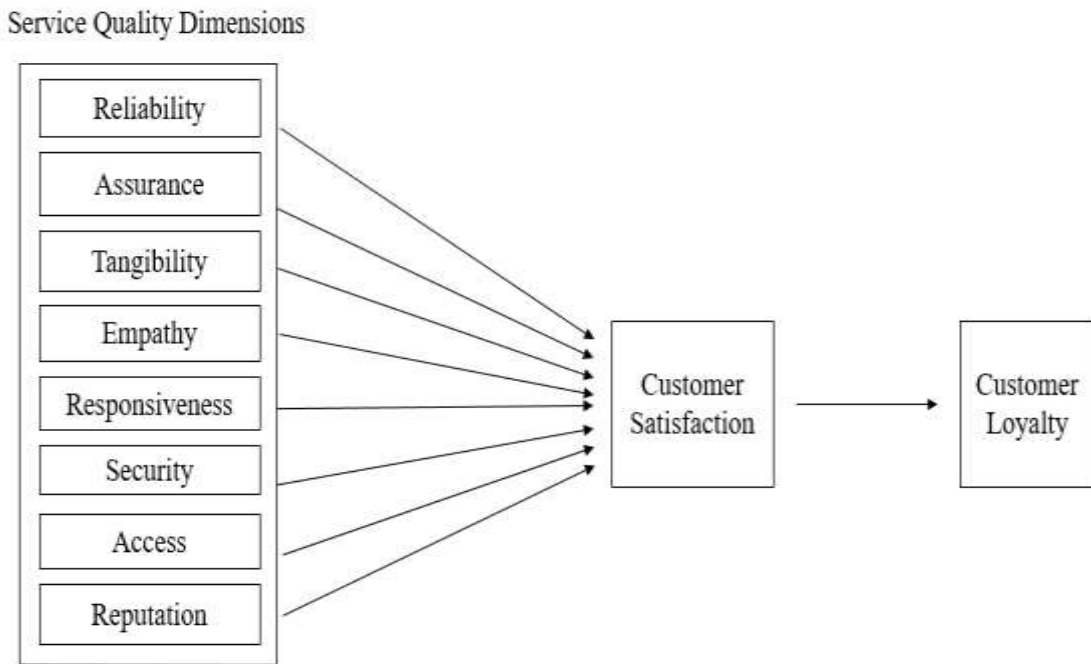 Service Quality Dimensions
Reliability
Assurance
Tangibility
Empathy
Responsiveness
Security
Access
Reputation
Customer
Satisfaction
Customer
Loyalty